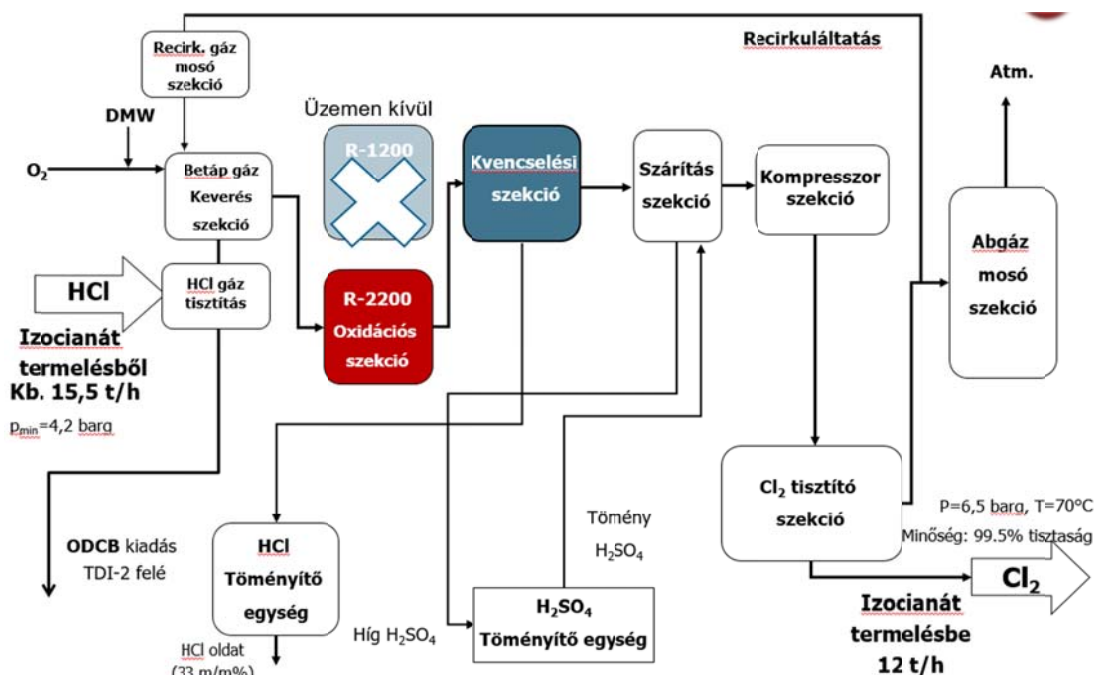 Recirkuláltatás
Recirk. gáz
mosó
szekció
Atm.
DMW
Üzemen kívül
O₂
R-1200
Betáp gáz
Keverés
szekció
Kvencselési
szekció
Szárítás
szekció
Kompresszor
szekció
Abgáz
mosó
szekció
HCl
HCl gáz
tisztítás
R-2200
Oxidációs
szekció
Izocianát
termelésből
Kb. 15,5 t/h
pmin=4,2 barg
Cl₂ tisztító
szekció
P=6,5 barg, T=70°C
Minőség: 99.5% tisztaság
Cl₂
ODCB kiadás
TDI-2 felé
HCl
Töményítő
egység
Tömény
H₂SO₄
Híg H₂SO₄
H₂SO₄
Töményítő egység
Izocianát
termelésbe
12 t/h
HCl oldat
(33 m/m%)